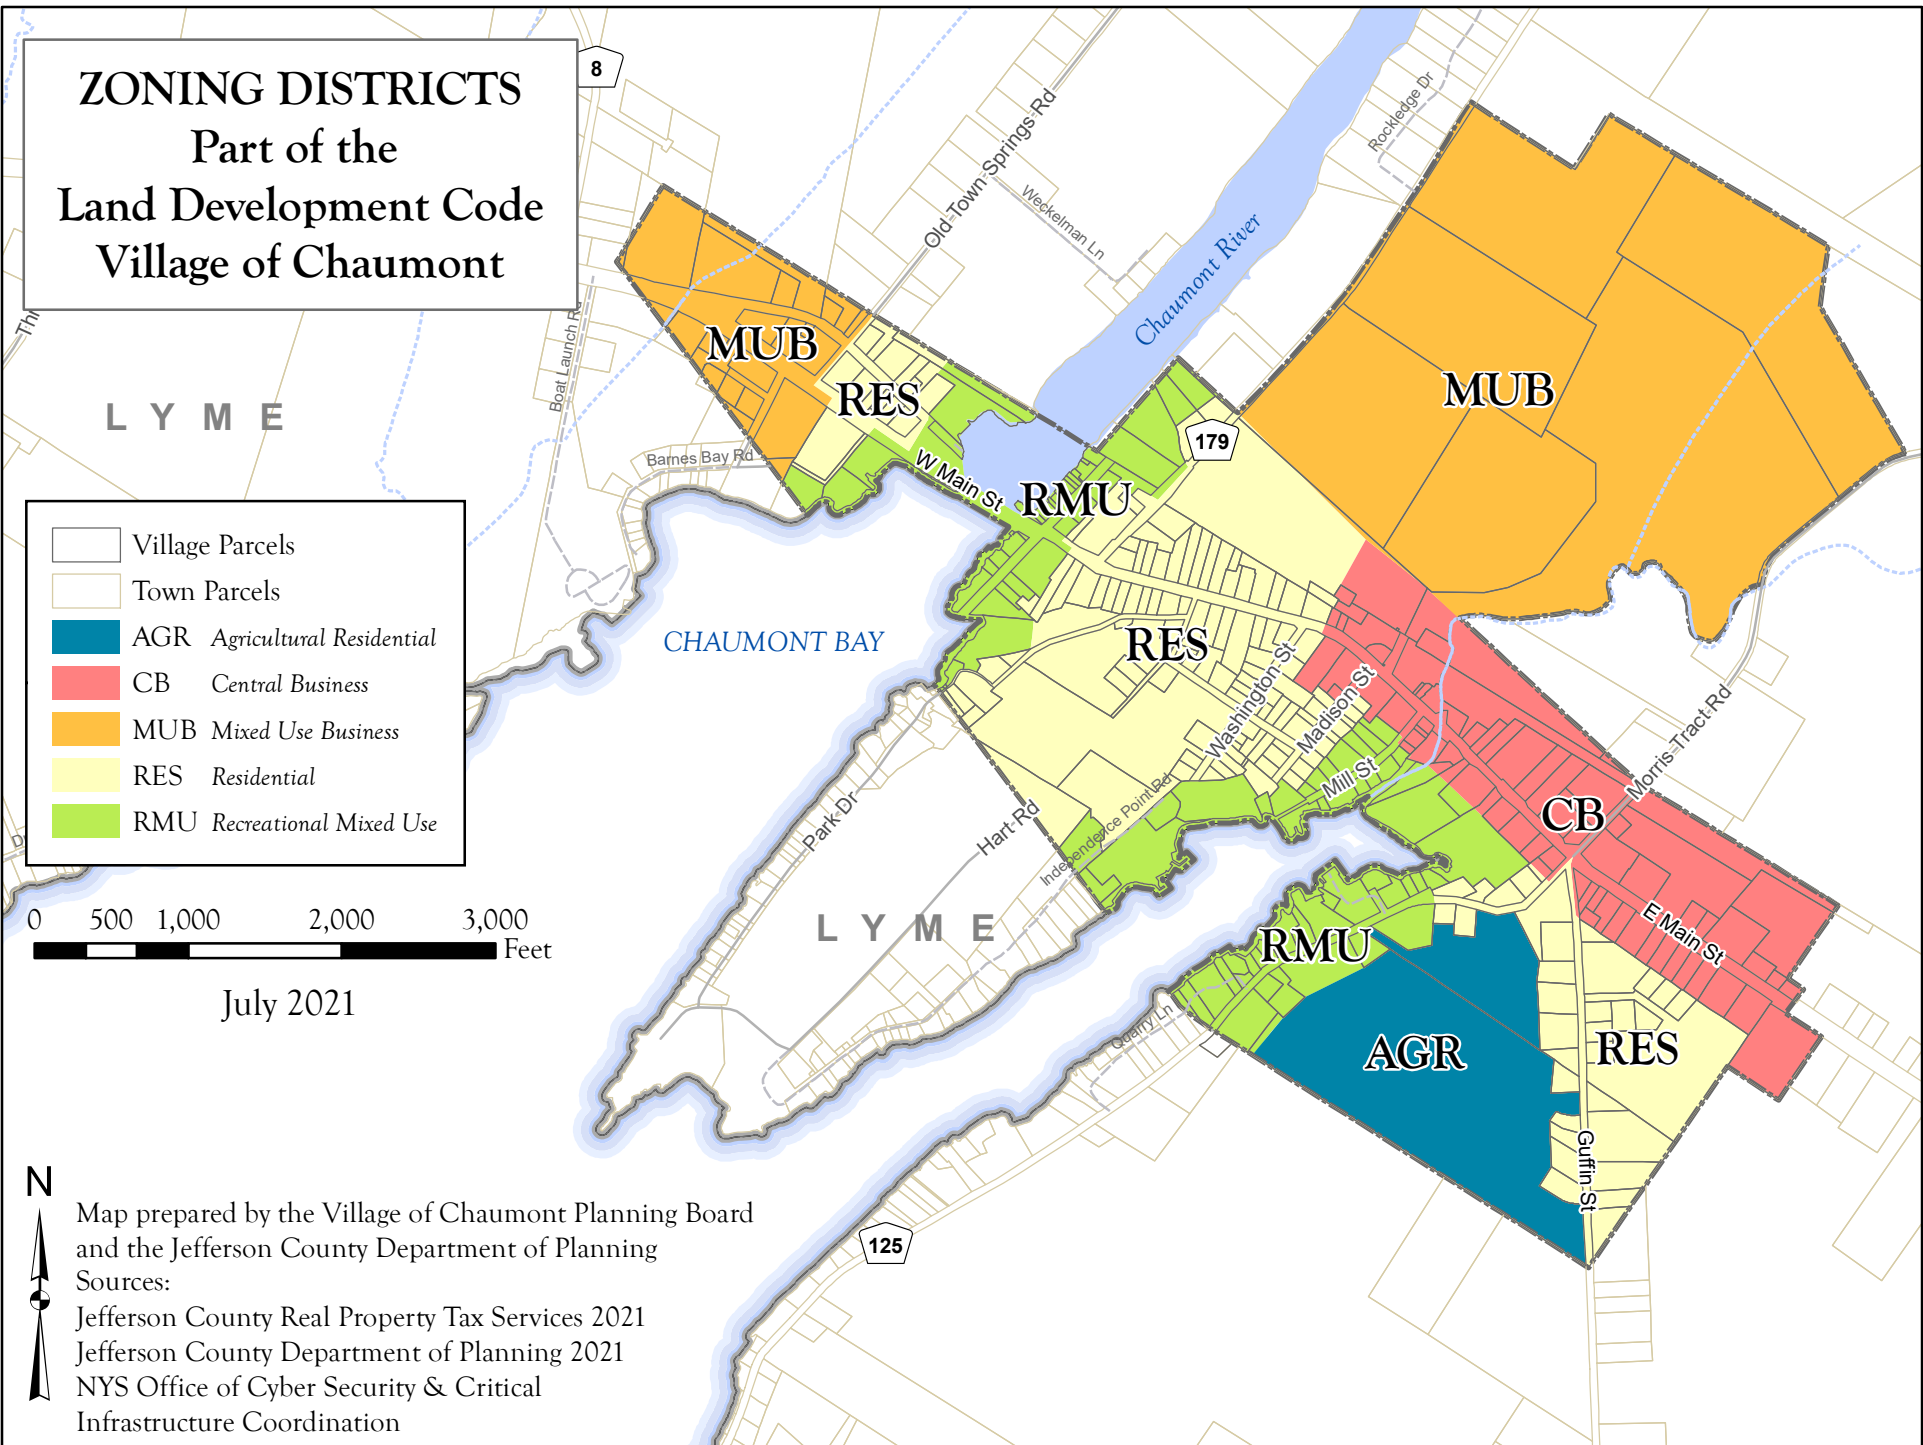 ZONING DISTRICTS
Part of the
Land Development Code
Village of Chaumont
8
Old Town Springs Rd
Weckelman Ln
Rockledge Dr
Chaumont River
Boat Launch Rd
MUB
RES
MUB
LYME
179
Barnes Bay Rd
W Main St
RMU
Village Parcels
Town Parcels
AGR Agricultural Residential
CB Central Business
MUB Mixed Use Business
RES Residential
RMU Recreational Mixed Use
CHAUMONT BAY
RES
Washington St
Madison St
Morris Tract Rd
Mill St
CB
Park Dr
Hart Rd
Independence Point Rd
0 500 1,000 2,000 3,000
Feet
July 2021
LYME
RMU
E Main St
Quarry Ln
AGR
RES
Guffin St
125
N
Map prepared by the Village of Chaumont Planning Board
and the Jefferson County Department of Planning
Sources:
Jefferson County Real Property Tax Services 2021
Jefferson County Department of Planning 2021
NYS Office of Cyber Security & Critical
Infrastructure Coordination